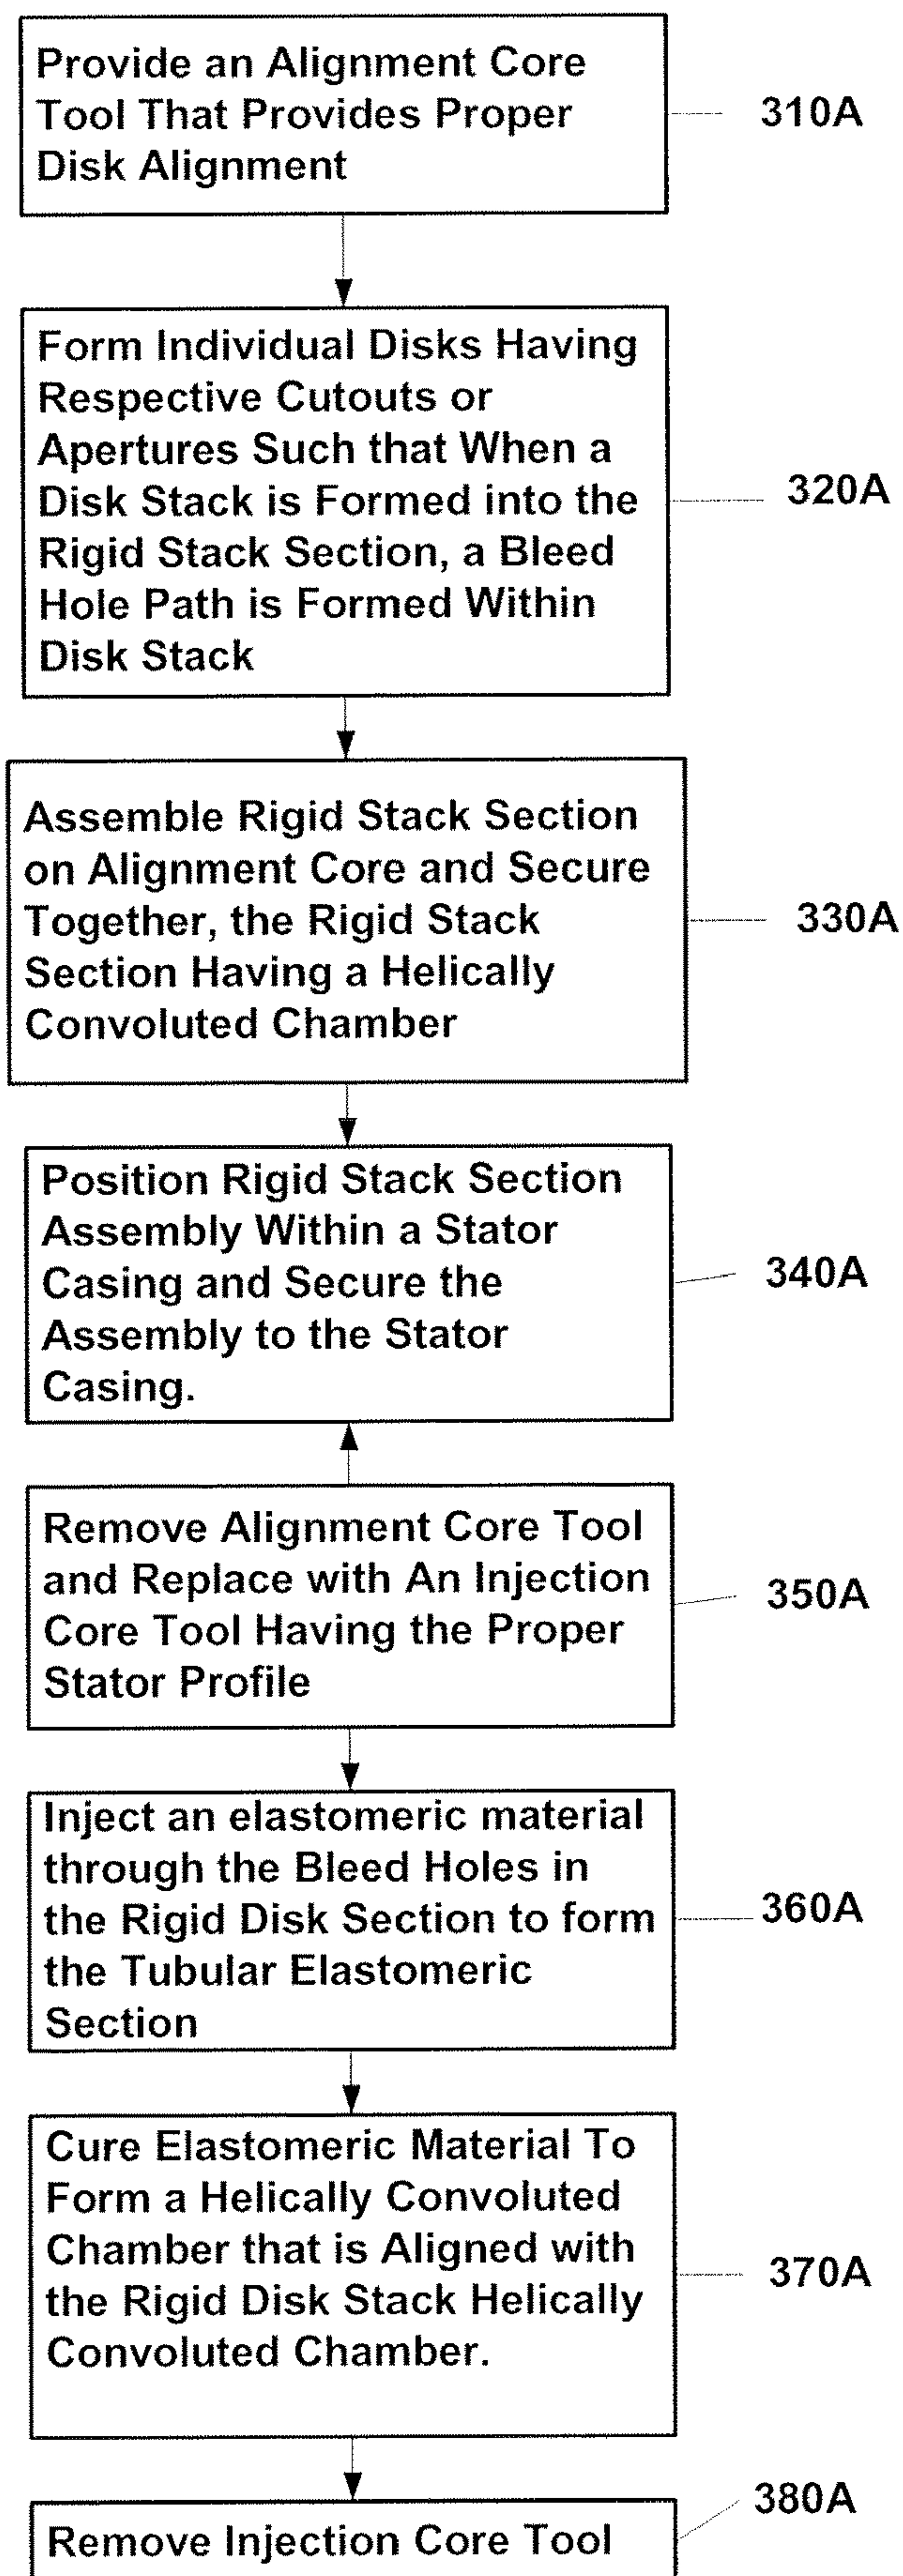 Provide an Alignment Core
Tool That Provides Proper
Disk Alignment
310A
Form Individual Disks Having
Respective Cutouts or
Apertures Such that When a
Disk Stack is Formed into the
Rigid Stack Section, a Bleed
Hole Path is Formed Within
Disk Stack
320A
Assemble Rigid Stack Section
on Alignment Core and Secure
Together, the Rigid Stack
Section Having a Helically
Convoluted Chamber
330A
Position Rigid Stack Section
Assembly Within a Stator
Casing and Secure the
Assembly to the Stator
Casing.
340A
Remove Alignment Core Tool
and Replace with An Injection
Core Tool Having the Proper
Stator Profile
350A
Inject an elastomeric material
through the Bleed Holes in
the Rigid Disk Section to form
the Tubular Elastomeric
Section
360A
Cure Elastomeric Material To
Form a Helically Convoluted
Chamber that is Aligned with
the Rigid Disk Stack Helically
Convoluted Chamber.
370A
Remove Injection Core Tool
380A